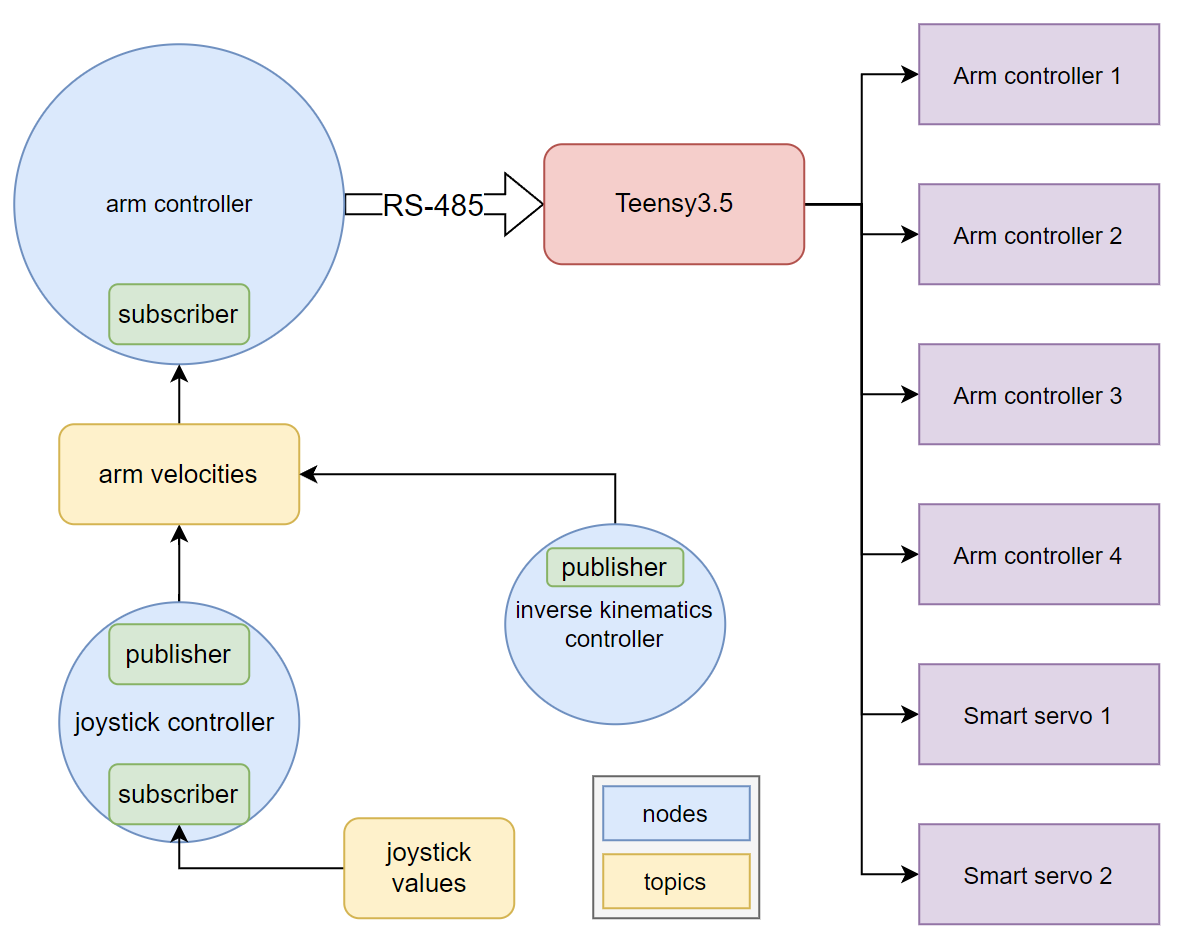 Arm controller 1
arm controller
RS-485
Teensy3.5
Arm controller 2
subscriber
Arm controller 3
arm velocities
Arm controller 4
publisher
inverse kinematics
controller
publisher
joystick controller
subscriber
Smart servo 1
nodes
joystick
values
topics
Smart servo 2